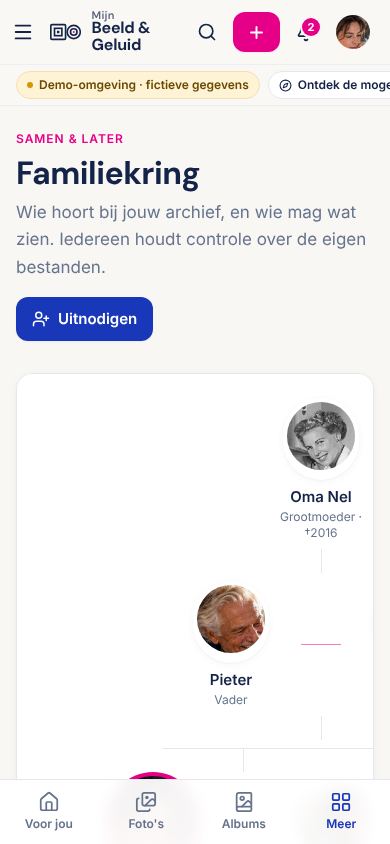 Mijn
Beeld &
Geluid
2
Demo-omgeving · fictieve gegevens
Ontdek de moge
SAMEN & LATER
Familiekring
Wie hoort bij jouw archief, en wie mag wat
zien. Iedereen houdt controle over de eigen
bestanden.
Uitnodigen
Oma Nel
Grootmoeder ·
†2016
Pieter
Vader
Voor jou
Foto's
Albums
Meer